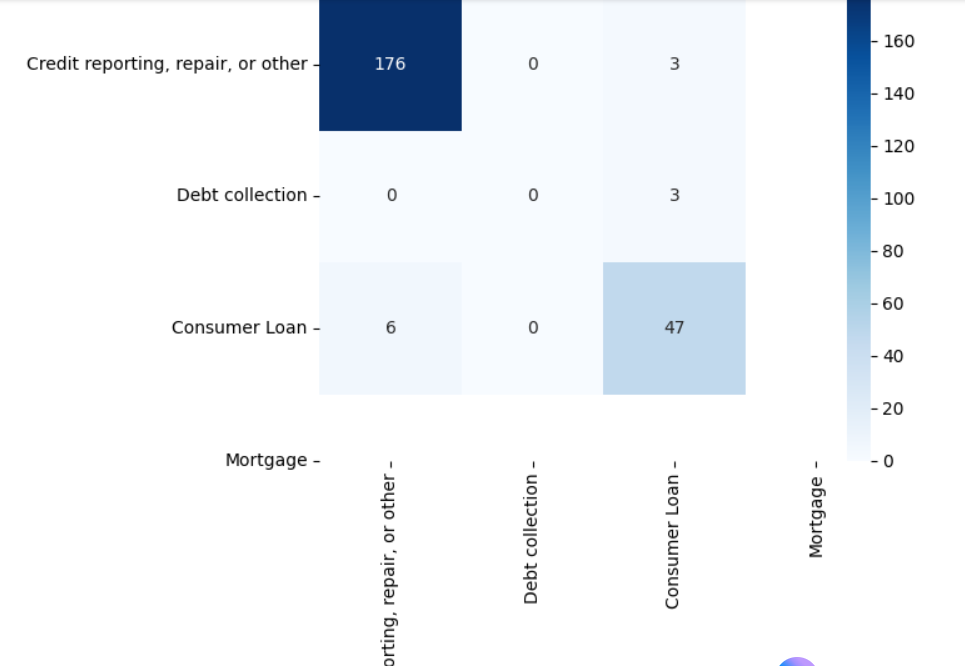 160
Credit reporting, repair, or other 176 0 3
140
120
Debt collection 0 0 3
100
80
60
Consumer Loan 6 0 47
40
20
Mortgage
0
orting, repair, or other
Debt collection
Consumer Loan
Mortgage